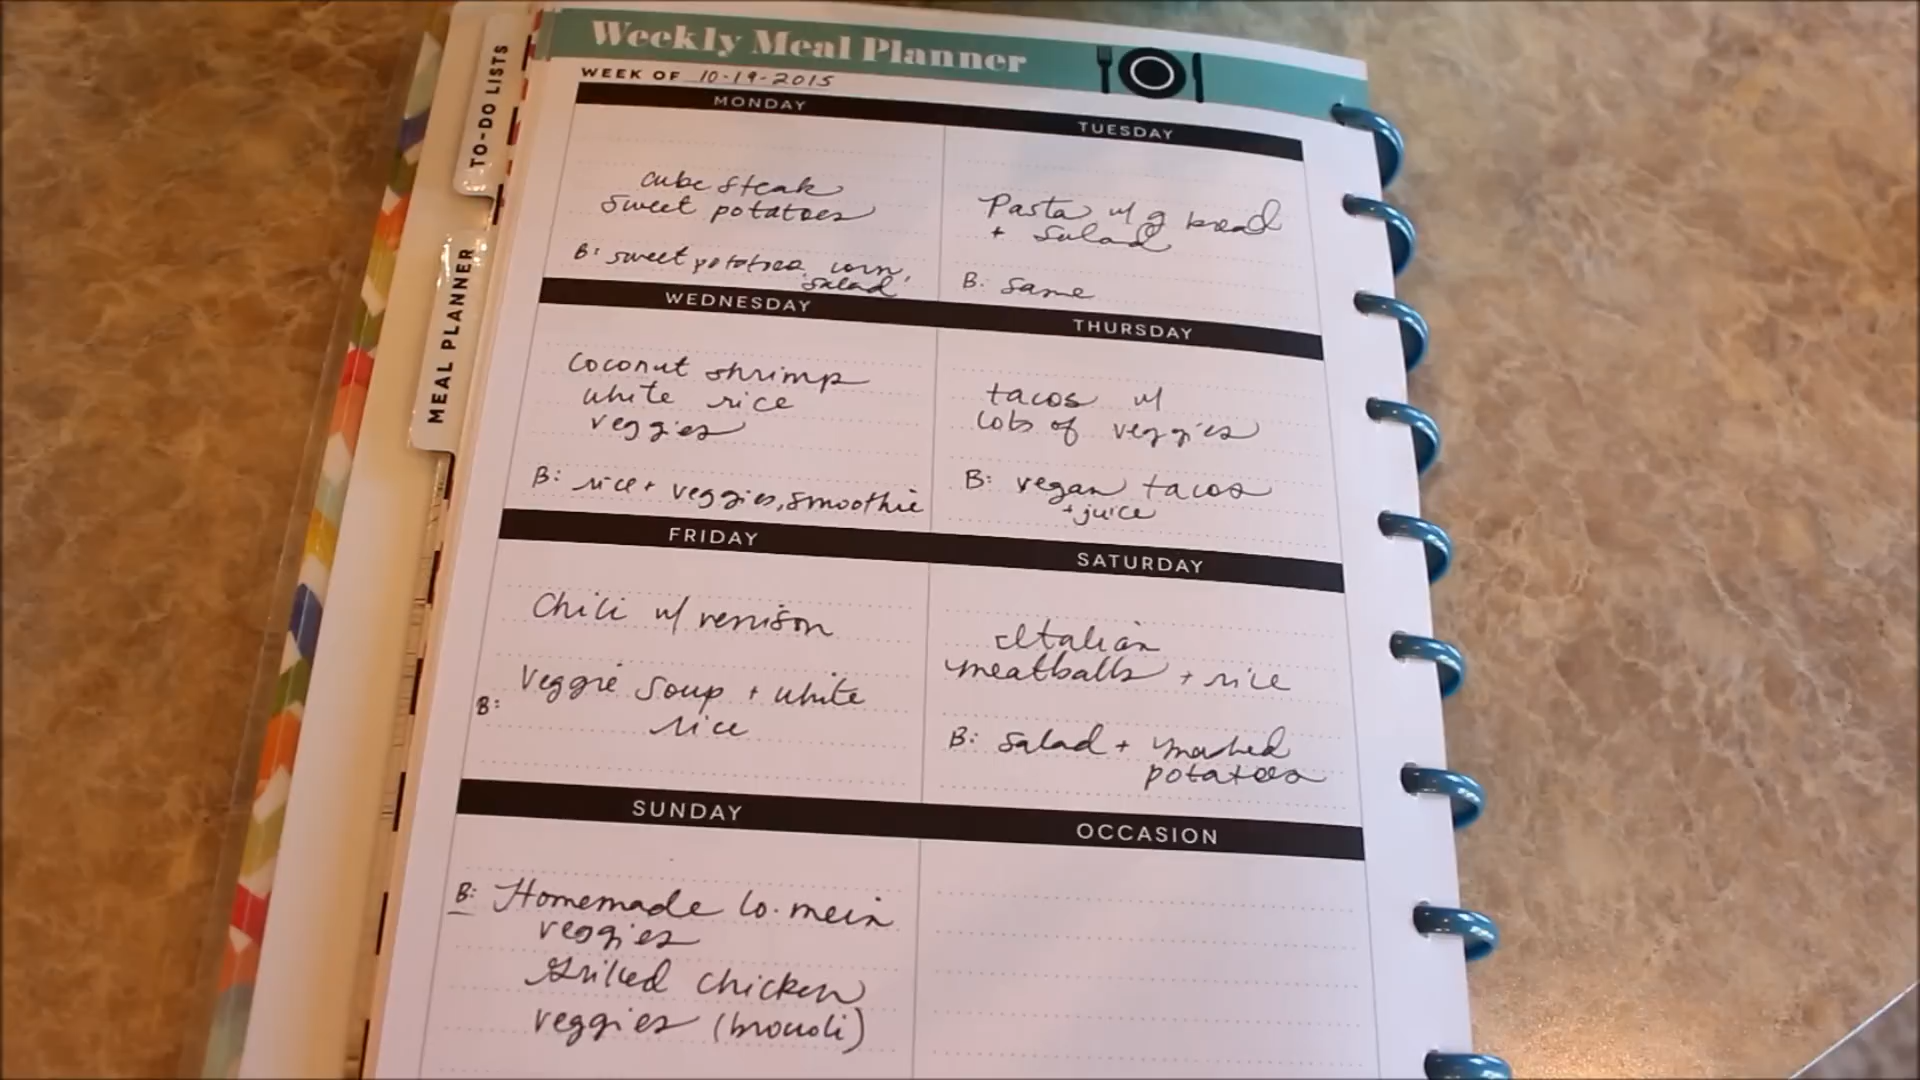 TO-DO LISTS
MEAL PLANNER
Weekly Meal Planner
WEEK OF 10-19-2015
MONDAY
cube steak
sweet potatoes
B: sweet potatoes, corn,
salad
TUESDAY
Pasta w/ g bread
+ salad
B: same
WEDNESDAY
Coconut shrimp
white rice
veggies
B: rice + veggies, smoothie
THURSDAY
tacos w/
lots of veggies
B: vegan tacos
+ juice
FRIDAY
Chili w/ venison
Veggie soup + white
B:
rice
SATURDAY
Italian
meatballs + rice
B: salad + mashed
potatoes
SUNDAY
B: Homemade lo-mein
veggies
Grilled chicken
veggies (brocoli)
OCCASION